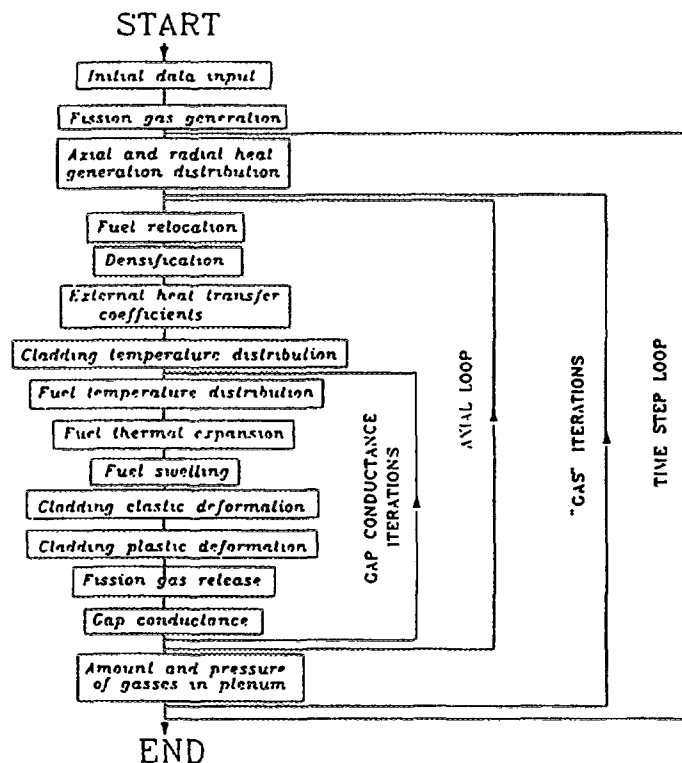 START
Initial data input
Fission gas generation
Axial and radial heat
generation distribution
Fuel relocation
Densification
External heat transfer
coefficients
Cladding temperature distribution
Fuel temperature distribution
Fuel thermal expansion
Fuel swelling
Cladding elastic deformation
Cladding plastic deformation
Fission gas release
Gap conductance
Amount and pressure
of gasses in plenum
END
GAP CONDUCTANCE
ITERATIONS
AXIAL LOOP
"GAS" ITERATIONS
TIME STEP LOOP